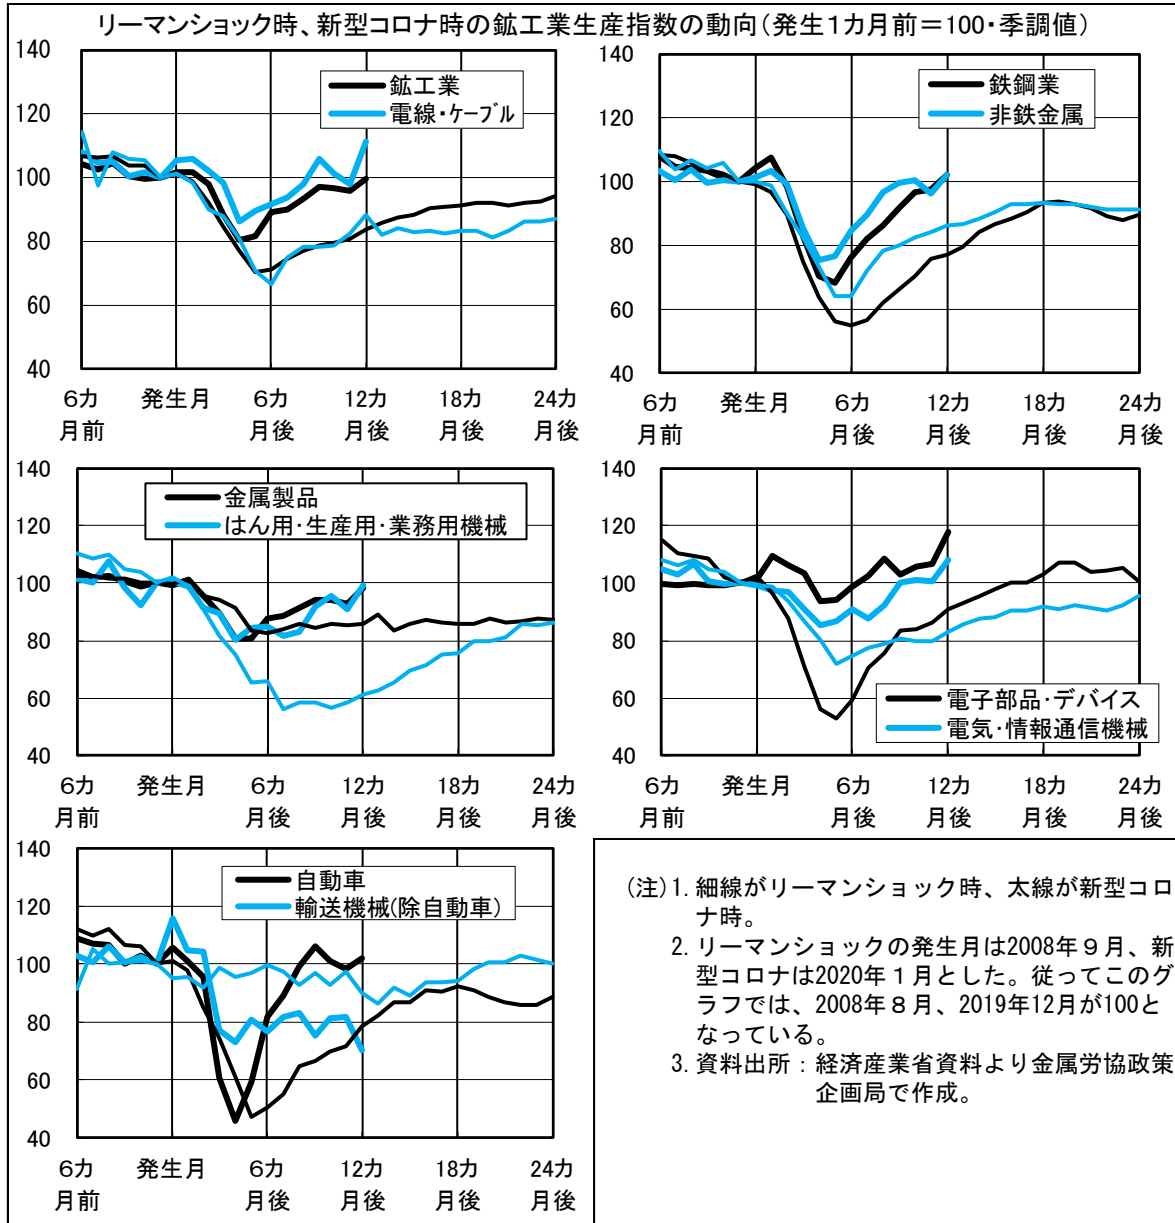 リーマンショック時、新型コロナ時の鉱工業生産指数の動向(発生1カ月前=100・季調値)
140
120
100
80
60
40
鉱工業
電線・ケーブル
6カ月前
発生月
6カ月後
12カ月後
18カ月後
24カ月後
140
120
100
80
60
40
鉄鋼業
非鉄金属
6カ月前
発生月
6カ月後
12カ月後
18カ月後
24カ月後
140
120
100
80
60
40
金属製品
はん用・生産用・業務用機械
6カ月前
発生月
6カ月後
12カ月後
18カ月後
24カ月後
140
120
100
80
60
40
電子部品・デバイス
電気・情報通信機械
6カ月前
発生月
6カ月後
12カ月後
18カ月後
24カ月後
140
120
100
80
60
40
自動車
輸送機械(除自動車)
6カ月前
発生月
6カ月後
12カ月後
18カ月後
24カ月後
(注)1.細線がリーマンショック時、太線が新型コロ
ナ時。
2.リーマンショックの発生月は2008年9月、新
型コロナは2020年1月とした。従ってこのグ
ラフでは、2008年8月、2019年12月が100と
なっている。
3.資料出所:経済産業省資料より金属労協政策
企画局で作成。